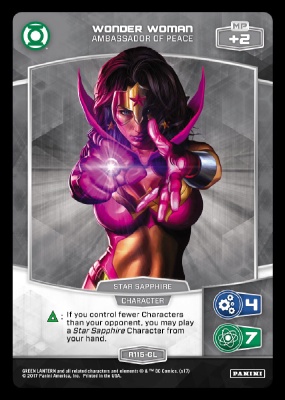 WONDER WOMAN
AMBASSADOR OF PEACE
MP
+2
STAR SAPPHIRE
CHARACTER
: If you control fewer Characters
than your opponent, you may play
a Star Sapphire Character from
your hand.
4
7
R115-GL
GREEN LANTERN and all related characters and elements © & ™ DC Comics. (s17)
© 2017 Panini America, Inc. Printed in the USA.
PANINI